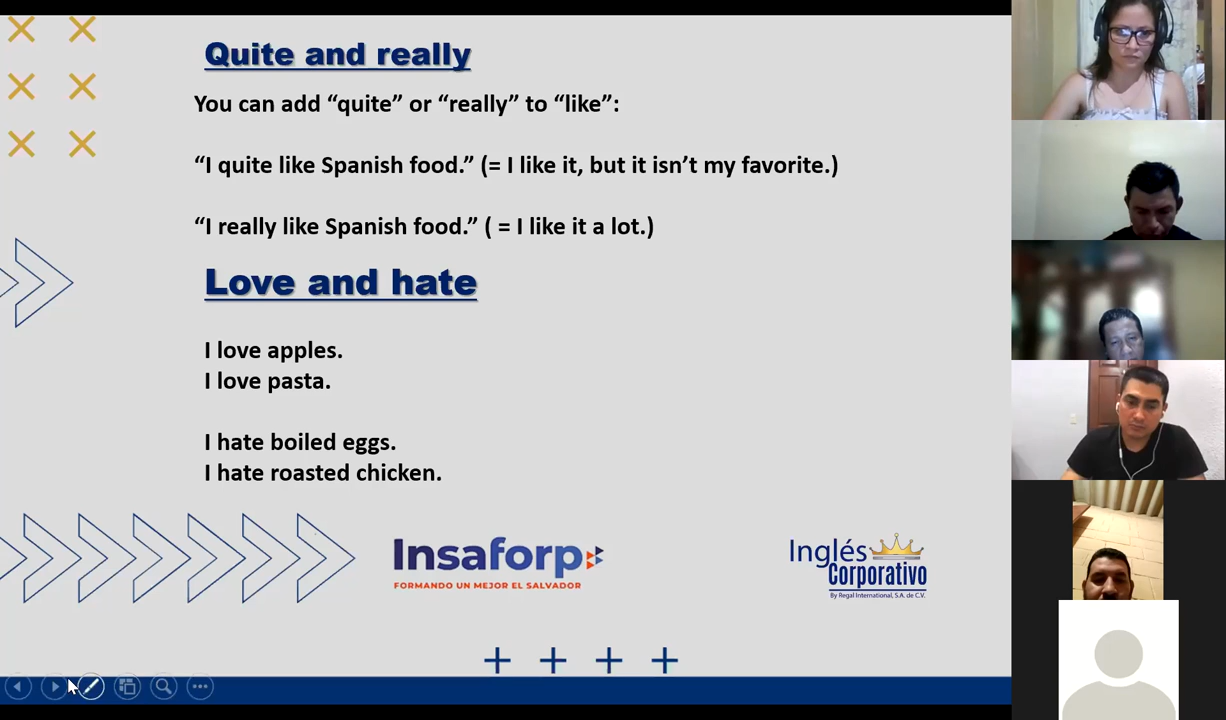 Quite and really
You can add “quite” or “really” to “like”:
“I quite like Spanish food.” (= I like it, but it isn’t my favorite.)
“I really like Spanish food.” ( = I like it a lot.)
Love and hate
I love apples.
I love pasta.
I hate boiled eggs.
I hate roasted chicken.
Insaforp
FORMANDO UN MEJOR EL SALVADOR
Inglés
Corporativo
By Regal International, S.A. de C.V.